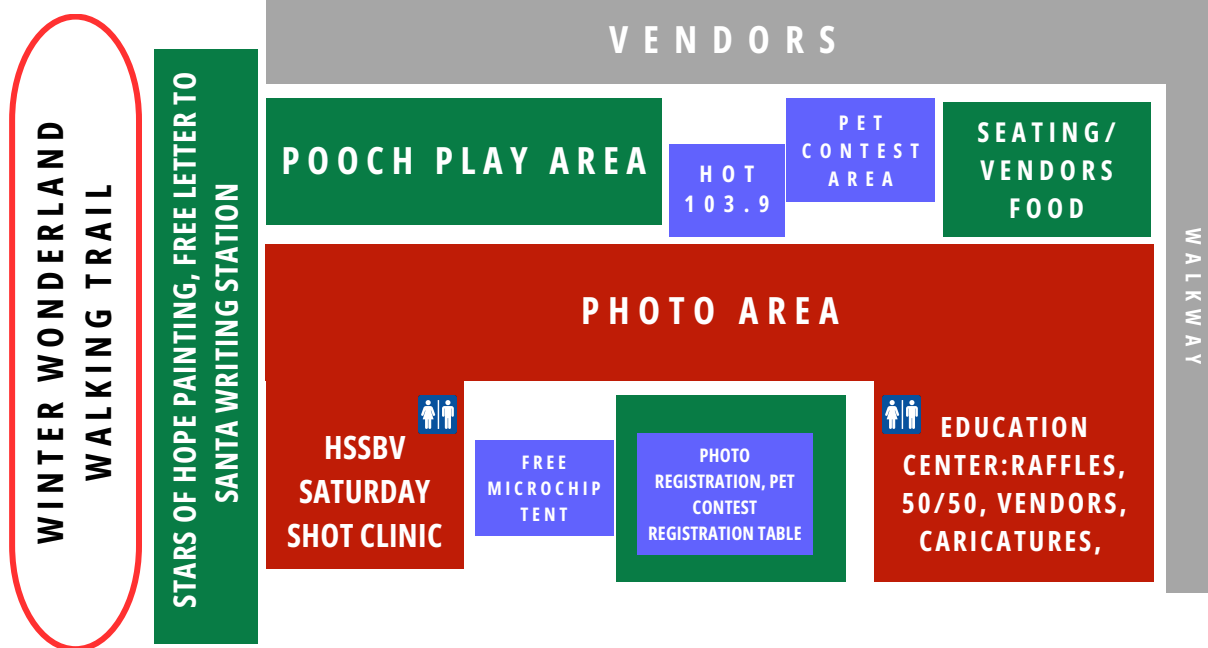 WINTER WONDERLAND
WALKING TRAIL
STARS OF HOPE PAINTING, FREE LETTER TO
SANTA WRITING STATION
VENDORS
POOCH PLAY AREA
HOT
103.9
PET
CONTEST
AREA
SEATING/
VENDORS
FOOD
WALKWAY
PHOTO AREA
HSSBV
SATURDAY
SHOT CLINIC
FREE
MICROCHIP
TENT
PHOTO
REGISTRATION, PET
CONTEST
REGISTRATION TABLE
EDUCATION
CENTER:RAFFLES,
50/50, VENDORS,
CARICATURES,